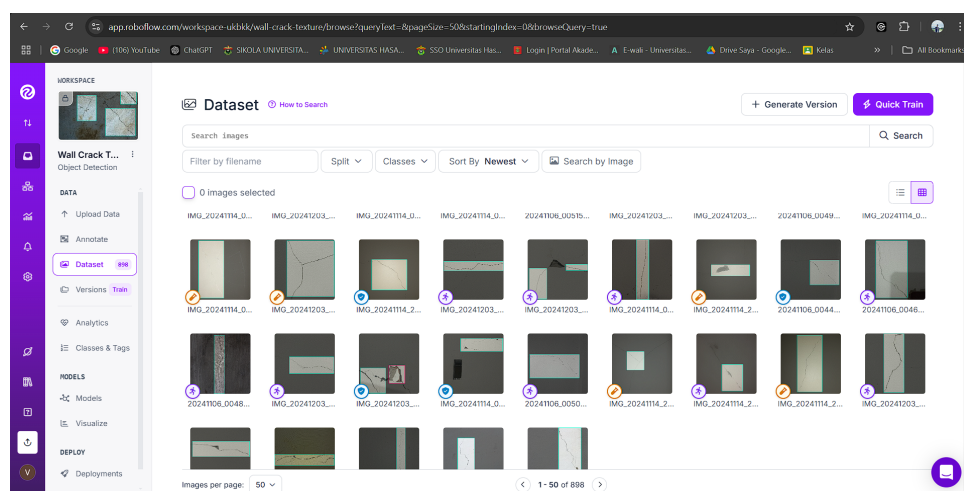 app.roboflow.com/workspace-ukbkk/wall-crack-texture/browse?queryText=&pageSize=50&startingIndex=0&browseQuery=true
Google
(106) YouTube
ChatGPT
SIKOLA UNIVERSITA...
UNIVERSITAS HASA...
SSO Universitas Has...
Login | Portal Akade...
E-wali - Universitas...
Drive Saya - Google...
Kelas
»
All Bookmarks
WORKSPACE
Wall Crack T...
Object Detection
DATA
Upload Data
Annotate
Dataset 898
Versions Train
Analytics
Classes & Tags
MODELS
Models
Visualize
DEPLOY
Deployments
V
Dataset
How to Search
+ Generate Version
Quick Train
Search images
Search
Filter by filename
Split
Classes
Sort By Newest
Search by Image
0 images selected
IMG_20241114_0... IMG_20241203_... IMG_20241114_0... IMG_20241114_0... 20241106_00515... IMG_20241203_... IMG_20241203_... 20241106_0049... IMG_20241114_0...
IMG_20241114_0... IMG_20241203_... IMG_20241114_2... IMG_20241203_... IMG_20241203_... IMG_20241114_0... IMG_20241114_2... 20241106_0044... 20241106_0046...
20241106_0048... IMG_20241203_... IMG_20241203_... IMG_20241114_0... 20241106_0050... IMG_20241114_2... IMG_20241114_2... IMG_20241114_2... IMG_20241203_...
Images per page: 50
1 - 50 of 898